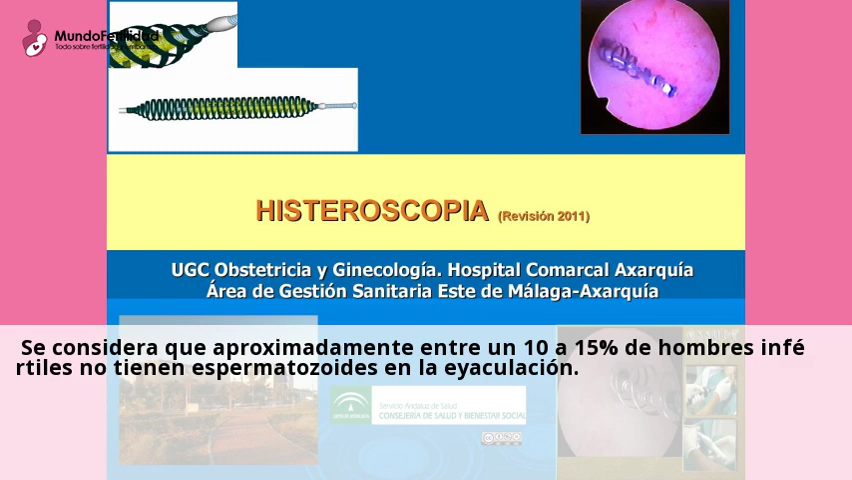 MundoFertilidad
Todo sobre fertilidad y embarazo
HISTEROSCOPIA (Revisión 2011)
UGC Obstetricia y Ginecología. Hospital Comarcal Axarquía
Área de Gestión Sanitaria Este de Málaga-Axarquía
Se considera que aproximadamente entre un 10 a 15% de hombres infé
rtiles no tienen espermatozoides en la eyaculación.
Servicio Andaluz de Salud
CONSEJERÍA DE SALUD Y BIENESTAR SOCIAL